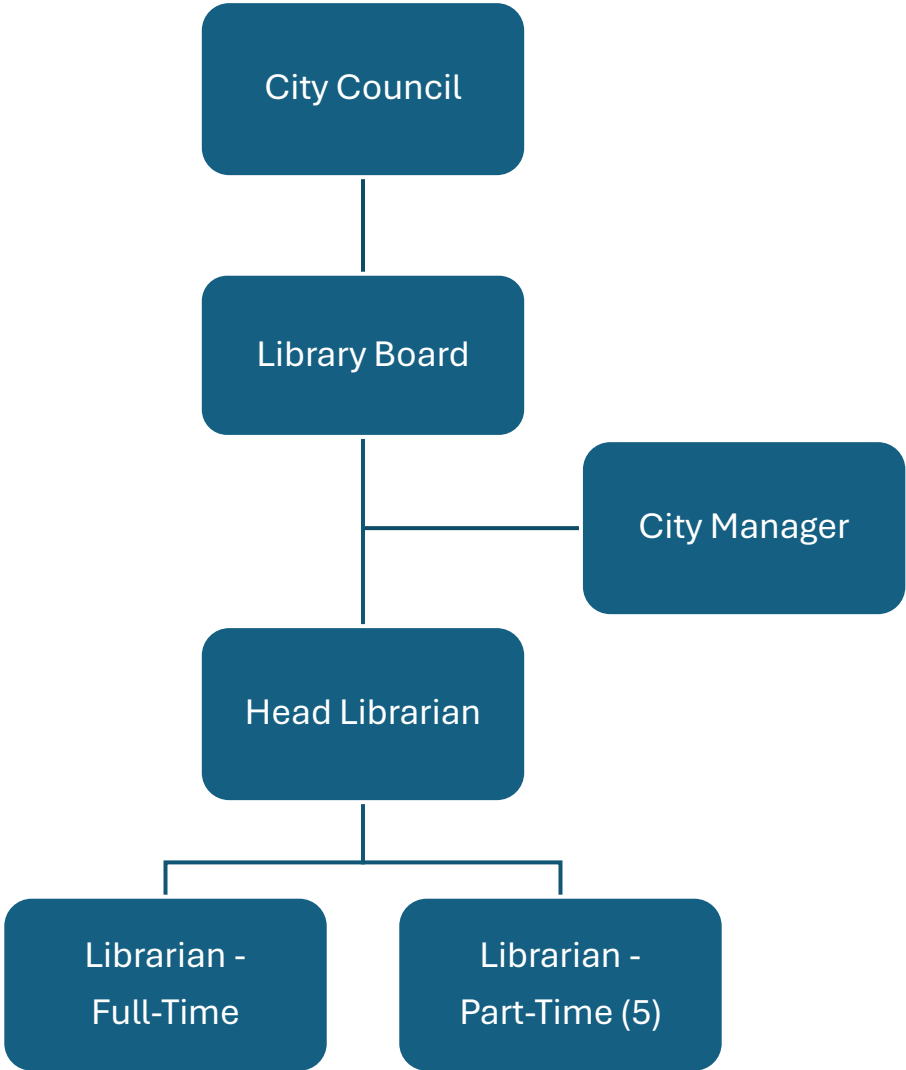 City Council
Library Board
City Manager
Head Librarian
Librarian -
Full-Time
Librarian -
Part-Time (5)